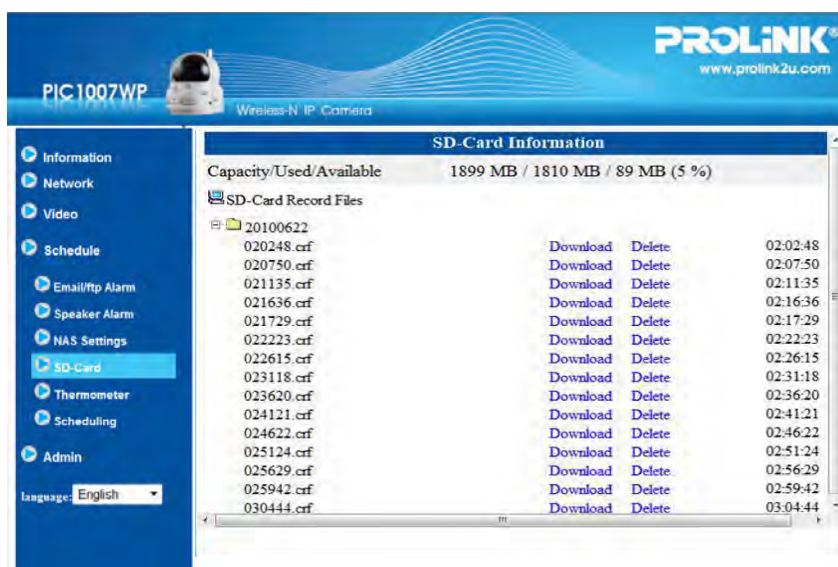 PROLiNK®
www.prolink2u.com
PIC1007WP
Wireless-N IP Camera
Information
Network
Video
Schedule
Email/ftp Alarm
Speaker Alarm
NAS Settings
SD-Card
Thermometer
Scheduling
Admin
language: English
SD-Card Information
Capacity/Used/Available 1899 MB / 1810 MB / 89 MB (5 %)
SD-Card Record Files
20100622
020248.crf Download Delete 02:02:48
020750.crf Download Delete 02:07:50
021135.crf Download Delete 02:11:35
021636.crf Download Delete 02:16:36
021729.crf Download Delete 02:17:29
022223.crf Download Delete 02:22:23
022615.crf Download Delete 02:26:15
023118.crf Download Delete 02:31:18
023620.crf Download Delete 02:36:20
024121.crf Download Delete 02:41:21
024622.crf Download Delete 02:46:22
025124.crf Download Delete 02:51:24
025629.crf Download Delete 02:56:29
025942.crf Download Delete 02:59:42
030444.crf Download Delete 03:04:44